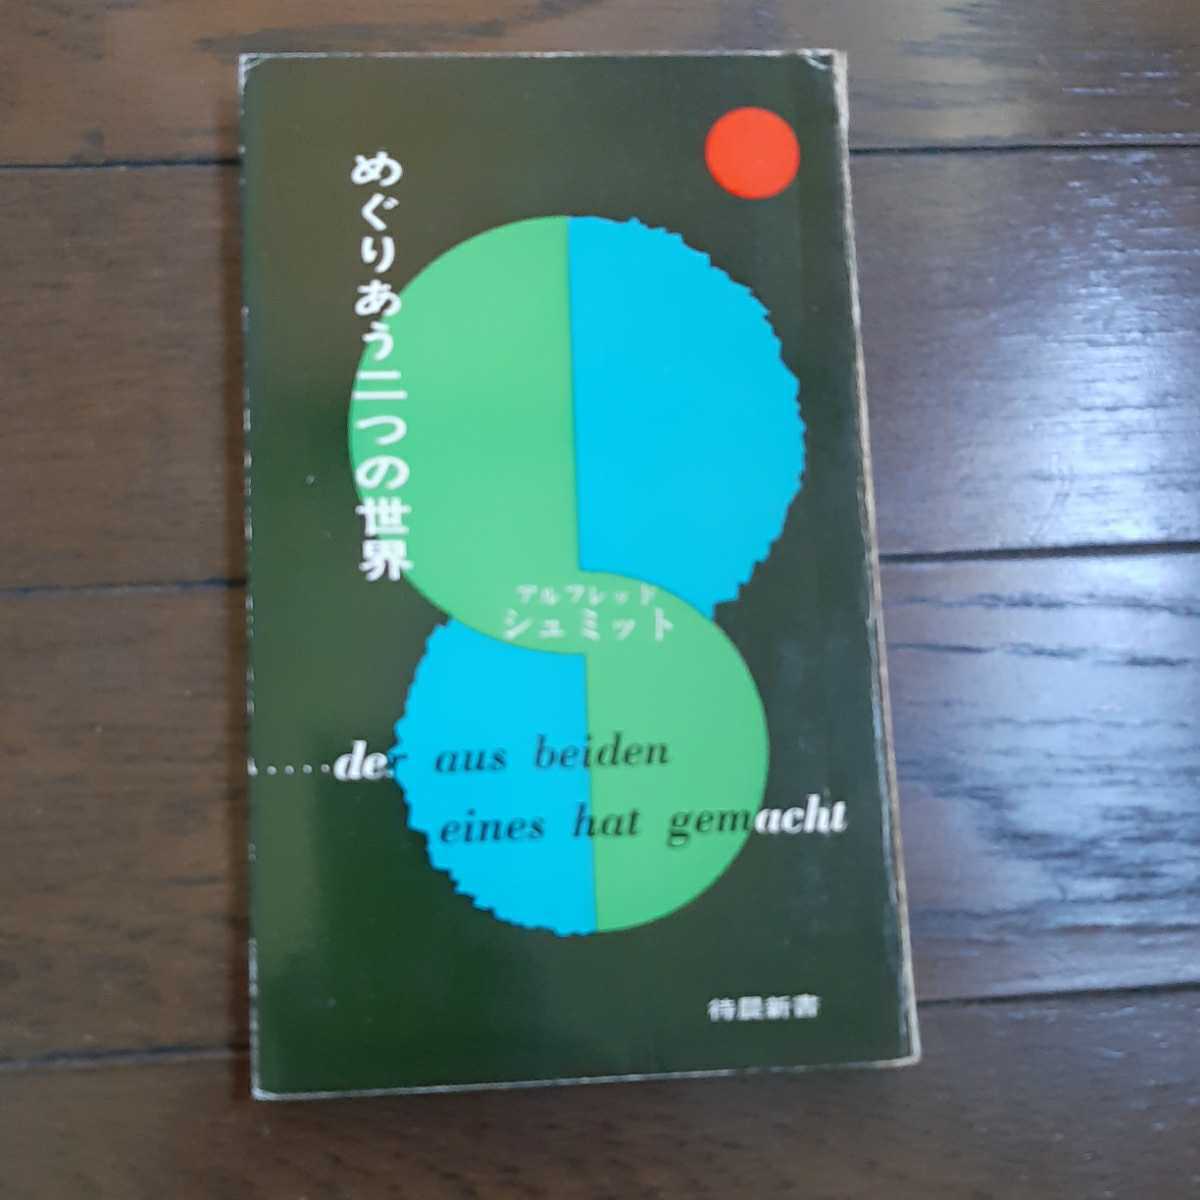 めぐりあう二つの世界
アルフレッド
シュミット
.....der aus beiden
eines hat gemacht
待晨新書